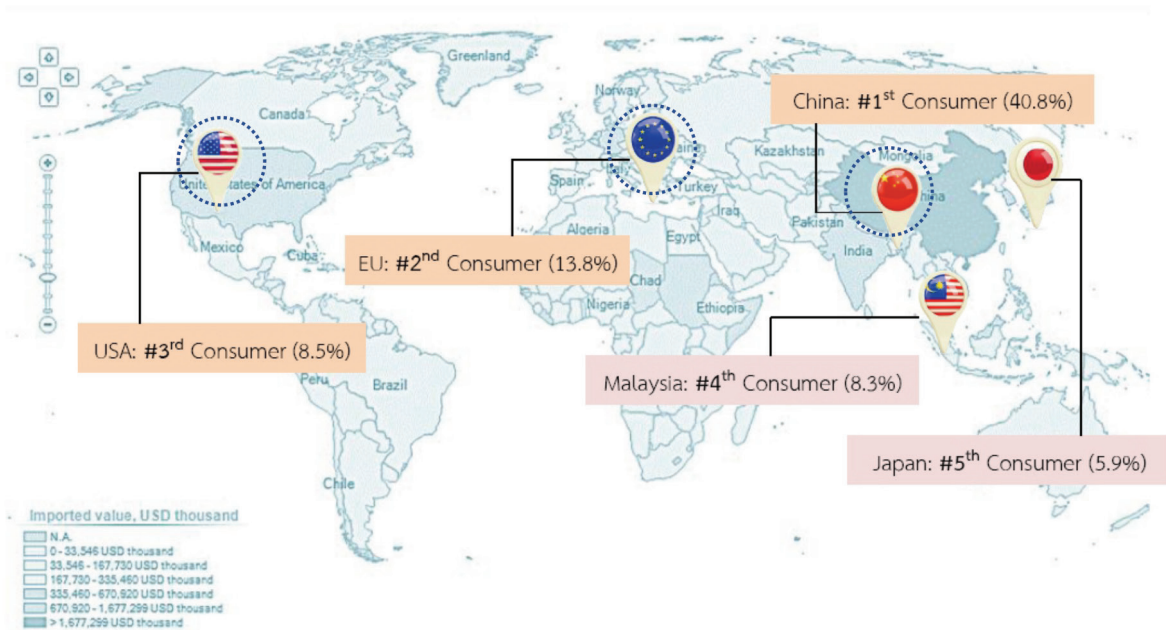 Greenland
Norway
Canada
China: #1st Consumer (40.8%)
Kazakhstan
Mongolia
United States of America
Spain
Italy
Turkey
China
Algeria
Iraq
Pakistan
Mexico
Cuba
Egypt
India
EU: #2nd Consumer (13.8%)
Chad
Nigeria
Ethiopia
USA: #3rd Consumer (8.5%)
Peru
Brazil
Malaysia: #4th Consumer (8.3%)
Japan: #5th Consumer (5.9%)
Chile
Imported value, USD thousand
N.A.
0 - 33,546 USD thousand
33,546 - 167,730 USD thousand
167,730 - 335,460 USD thousand
335,460 - 670,920 USD thousand
670,920 - 1,677,299 USD thousand
> 1,677,299 USD thousand